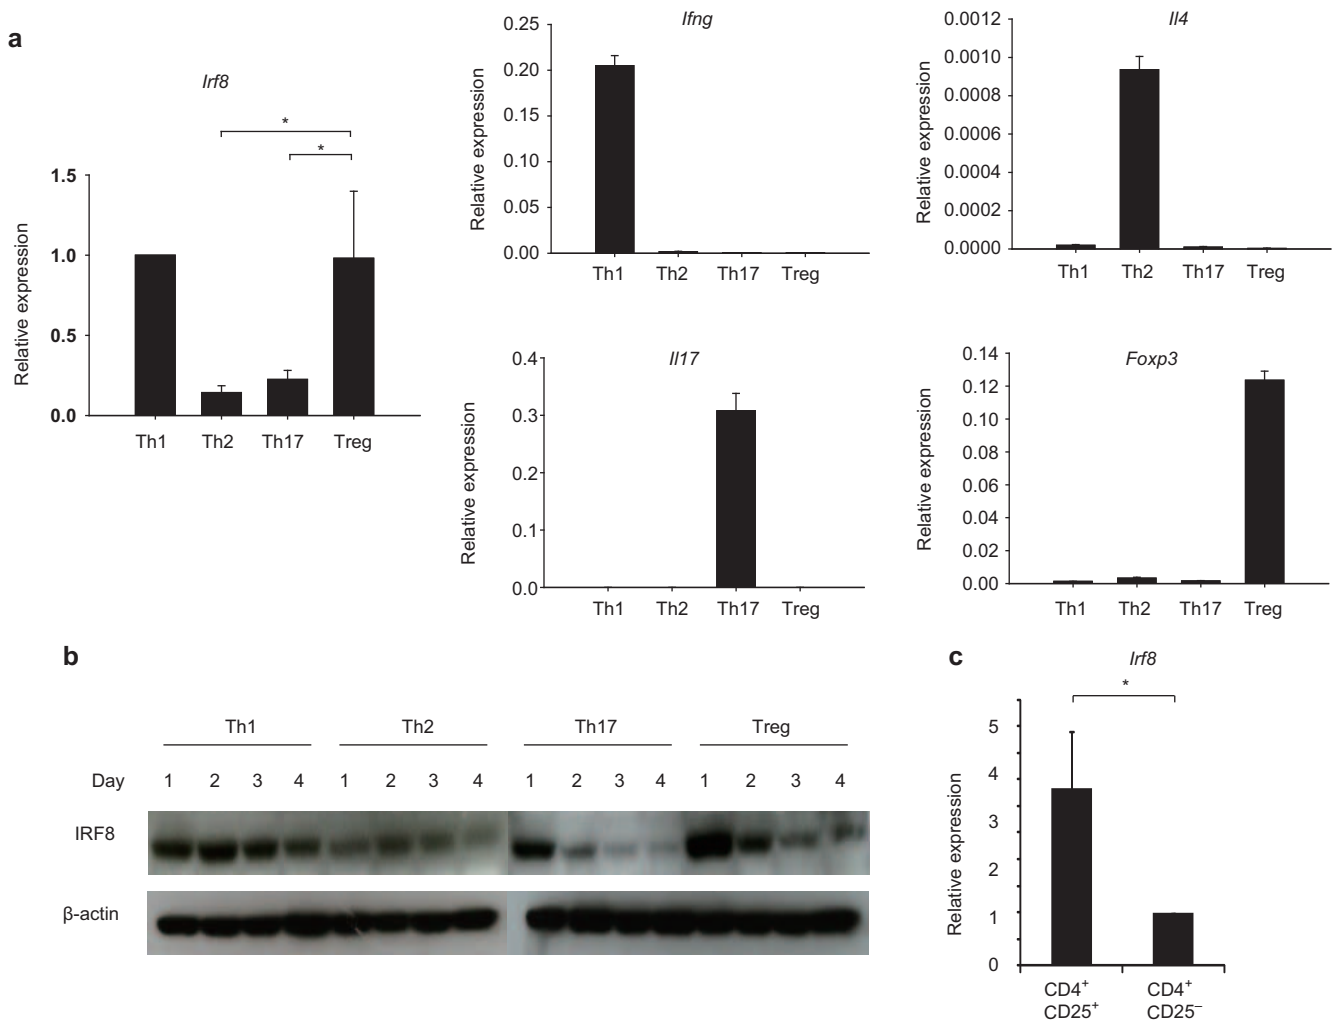 a
Irf8
*
*
Relative expression
1.5
1.0
0.5
0.0
Th1 Th2 Th17 Treg
Ifng
Relative expression
0.25
0.20
0.15
0.10
0.05
0.00
Th1 Th2 Th17 Treg
Il4
Relative expression
0.0012
0.0010
0.0008
0.0006
0.0004
0.0002
0.0000
Th1 Th2 Th17 Treg
Il17
Relative expression
0.4
0.3
0.2
0.1
0.0
Th1 Th2 Th17 Treg
Foxp3
Relative expression
0.14
0.12
0.10
0.08
0.06
0.04
0.02
0.00
Th1 Th2 Th17 Treg
b
Th1 Th2 Th17 Treg
Day 1 2 3 4 1 2 3 4 1 2 3 4 1 2 3 4
IRF8
β-actin
c
Irf8
*
Relative expression
5
4
3
2
1
0
CD4⁺ CD4⁺
CD25⁺ CD25⁻